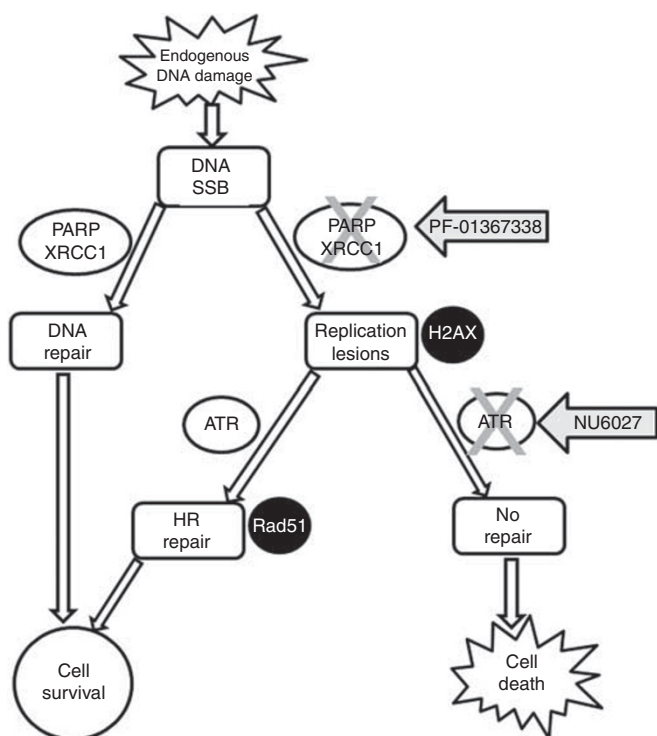 Endogenous
DNA damage
DNA
SSB
PARP
XRCC1
PARP
XRCC1
PF-01367338
DNA
repair
Replication
lesions
H2AX
ATR
ATR
NU6027
HR
repair
Rad51
No
repair
Cell
survival
Cell
death